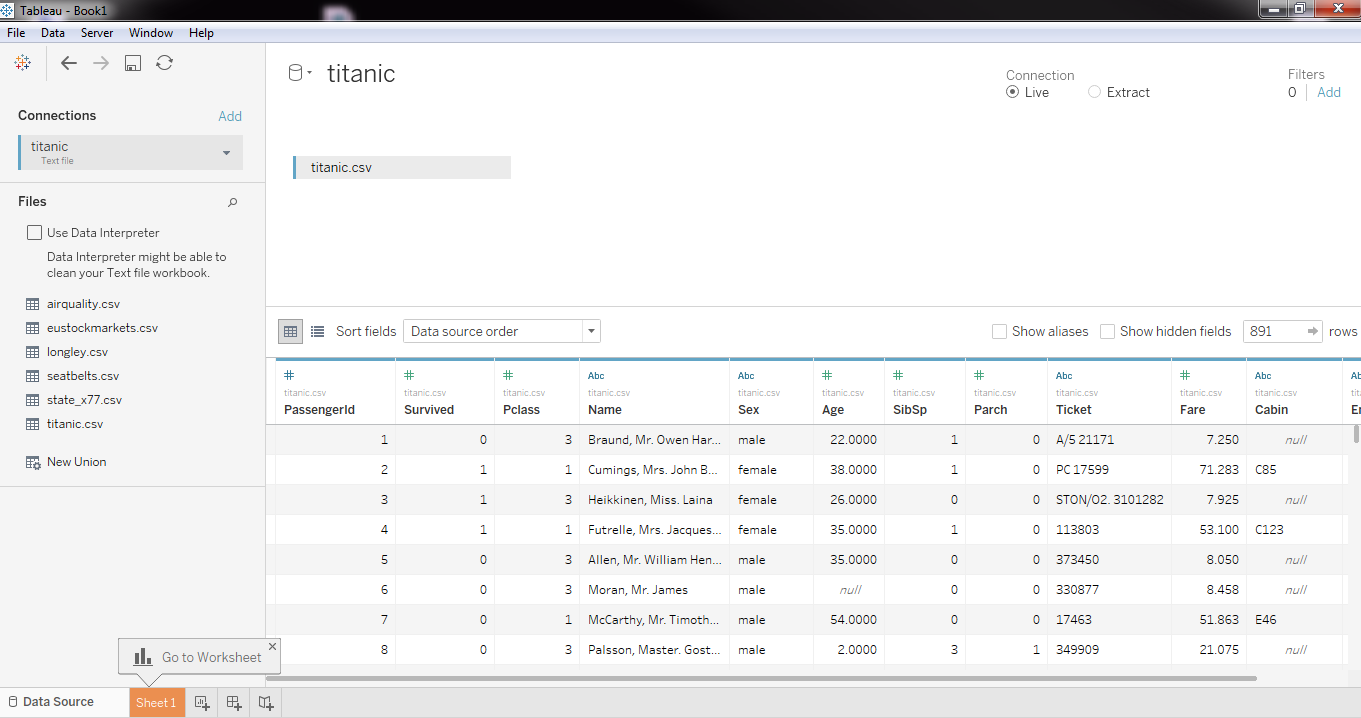 Tableau - Book1
File Data Server Window Help
Connections Add
titanic
Text file
Files
Use Data Interpreter
Data Interpreter might be able to
clean your Text file workbook.
airquality.csv
eustockmarkets.csv
longley.csv
seatbelts.csv
state_x77.csv
titanic.csv
New Union
titanic
Connection
Live Extract
Filters
0 Add
titanic.csv
Sort fields Data source order Show aliases Show hidden fields 891 rows
# # # Abc Abc # # # Abc # Abc Ab
titanic.csv titanic.csv titanic.csv titanic.csv titanic.csv titanic.csv titanic.csv titanic.csv titanic.csv titanic.csv titanic.csv
PassengerId Survived Pclass Name Sex Age SibSp Parch Ticket Fare Cabin
1 0 3 Braund, Mr. Owen Har... male 22.0000 1 0 A/5 21171 7.250 null
2 1 1 Cumings, Mrs. John B... female 38.0000 1 0 PC 17599 71.283 C85
3 1 3 Heikkinen, Miss. Laina female 26.0000 0 0 STON/O2. 3101282 7.925 null
4 1 1 Futrelle, Mrs. Jacques... female 35.0000 1 0 113803 53.100 C123
5 0 3 Allen, Mr. William Hen... male 35.0000 0 0 373450 8.050 null
6 0 3 Moran, Mr. James male null 0 0 330877 8.458 null
7 0 1 McCarthy, Mr. Timoth... male 54.0000 0 0 17463 51.863 E46
8 0 3 Palsson, Master. Gost... male 2.0000 3 1 349909 21.075 null
Go to Worksheet
Data Source Sheet 1